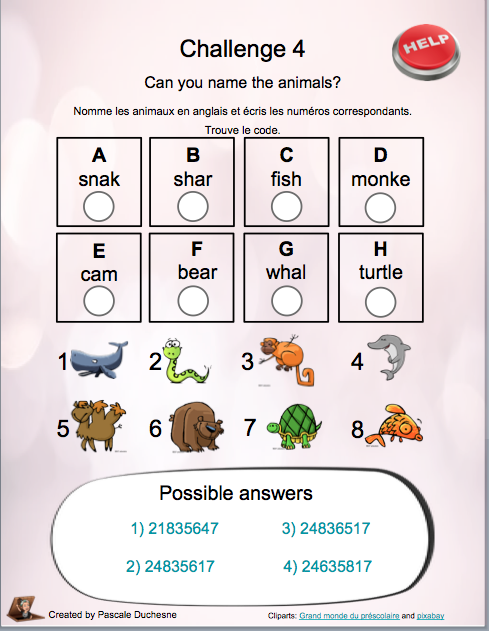 HELP
Challenge 4
Can you name the animals?
Nomme les animaux en anglais et écris les numéros correspondants.
Trouve le code.
A B C D
snak shar fish monke
E F G H
cam bear whal turtle
1 2 3 4
5 6 7 8
Possible answers
1) 21835647 3) 24836517
2) 24835617 4) 24635817
Created by Pascale Duchesne Cliparts: Grand monde du préscolaire and pixabay